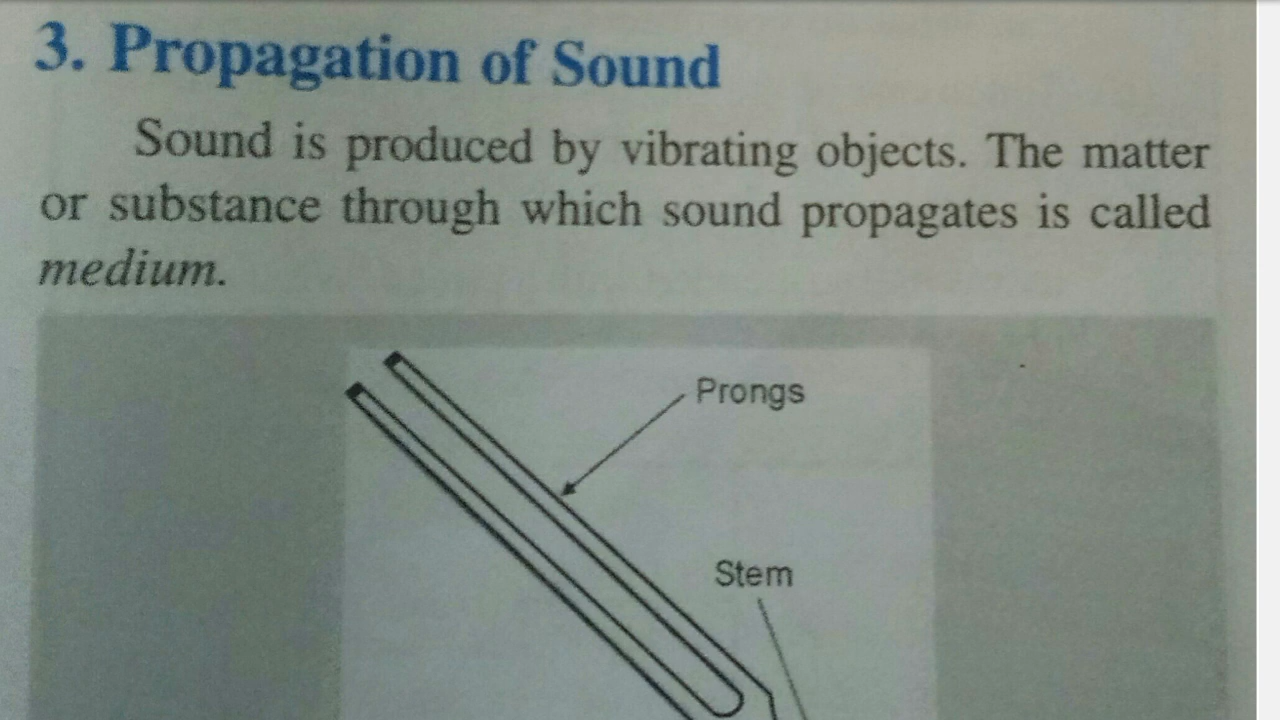 3. Propagation of Sound
Sound is produced by vibrating objects. The matter
or substance through which sound propagates is called
medium.
Prongs
Stem